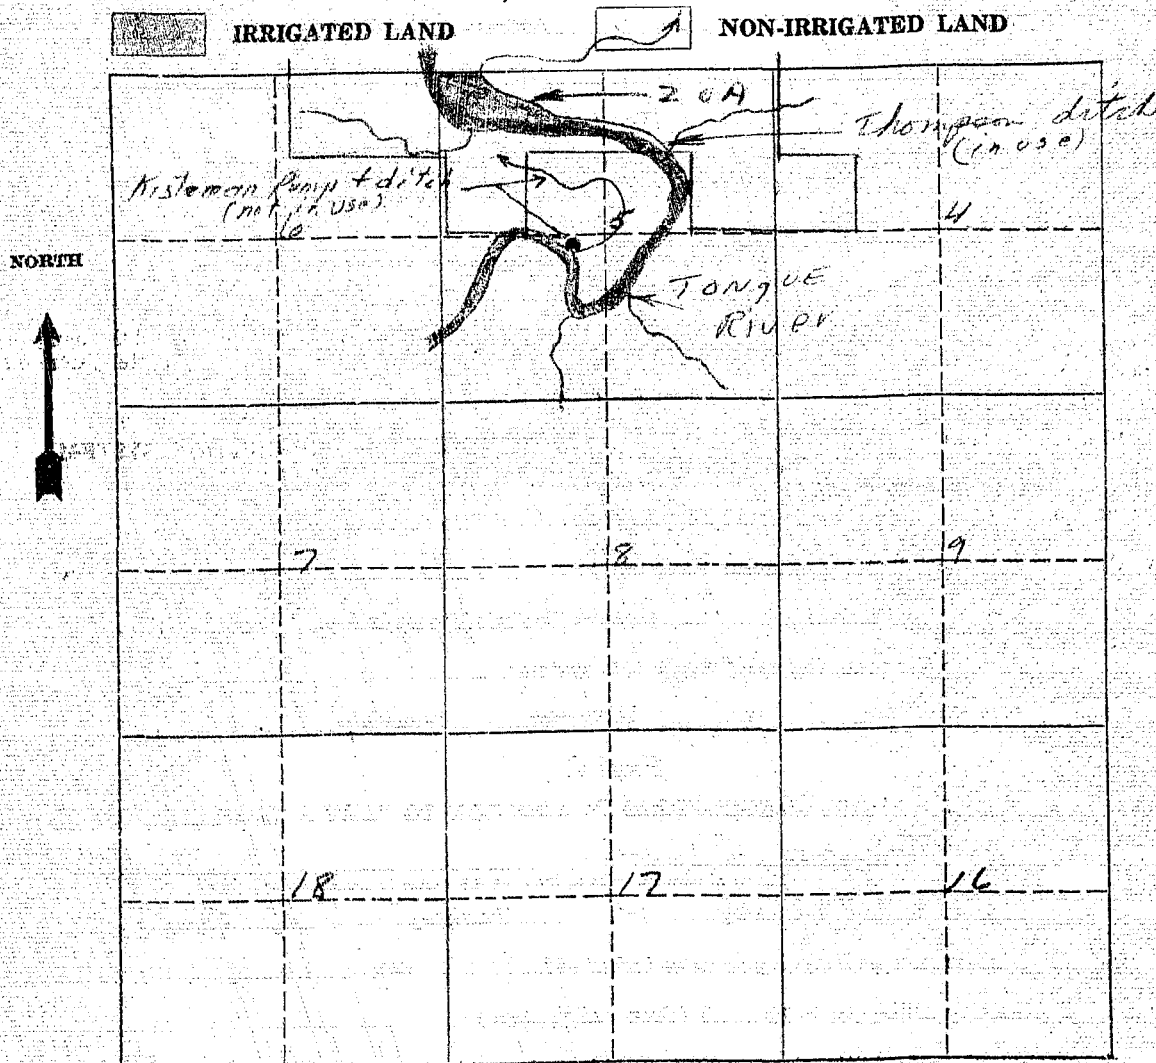 IRRIGATED LAND
NON-IRRIGATED LAND
20A
Thompson ditch
(in use)
Kisleman Pump + ditch
(not in use)
6
5
4
NORTH
TONgUE
RIVer
7
8
9
18
17
16